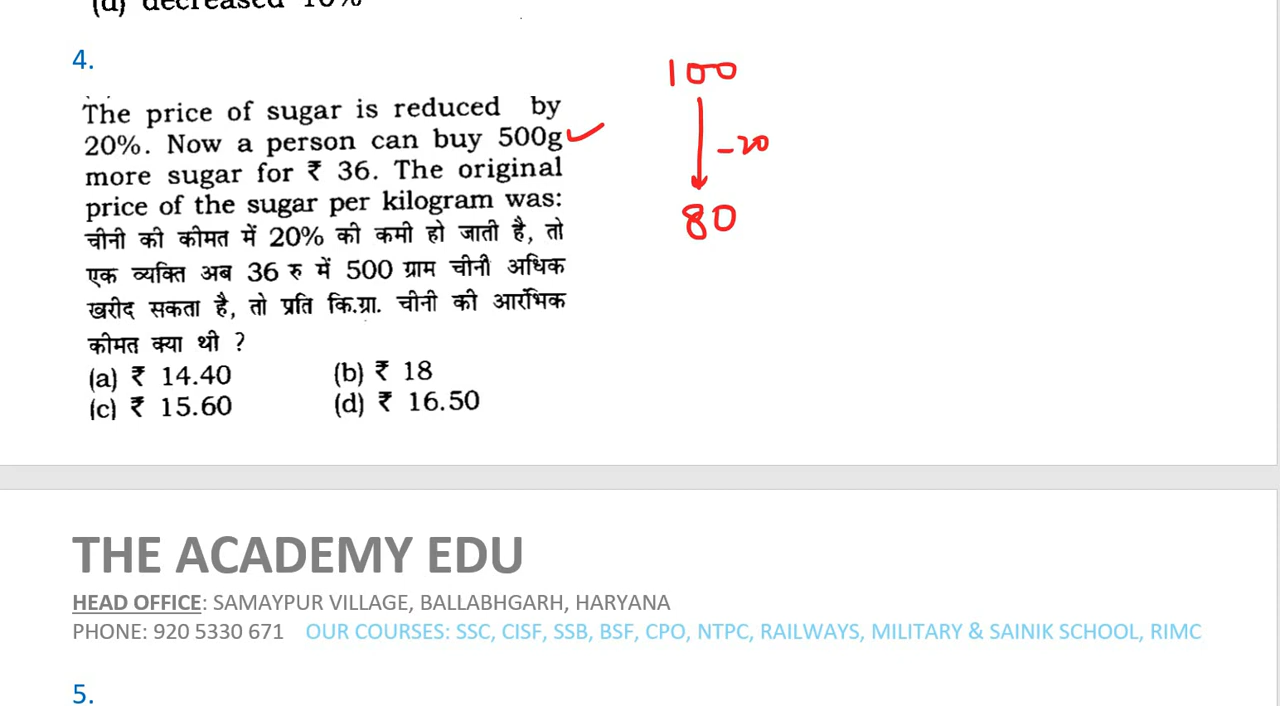 (d) decreased 10%
4.
100
The price of sugar is reduced by
20%. Now a person can buy 500g
-20
more sugar for ₹ 36. The original
price of the sugar per kilogram was:
80
चीनी की कीमत में 20% की कमी हो जाती है, तो
एक व्यक्ति अब 36 रु में 500 ग्राम चीनी अधिक
खरीद सकता है, तो प्रति कि.ग्रा. चीनी की आरंभिक
कीमत क्या थी ?
(a) ₹ 14.40 (b) ₹ 18
(c) ₹ 15.60 (d) ₹ 16.50
THE ACADEMY EDU
HEAD OFFICE: SAMAYPUR VILLAGE, BALLABHGARH, HARYANA
PHONE: 920 5330 671 OUR COURSES: SSC, CISF, SSB, BSF, CPO, NTPC, RAILWAYS, MILITARY & SAINIK SCHOOL, RIMC
5.